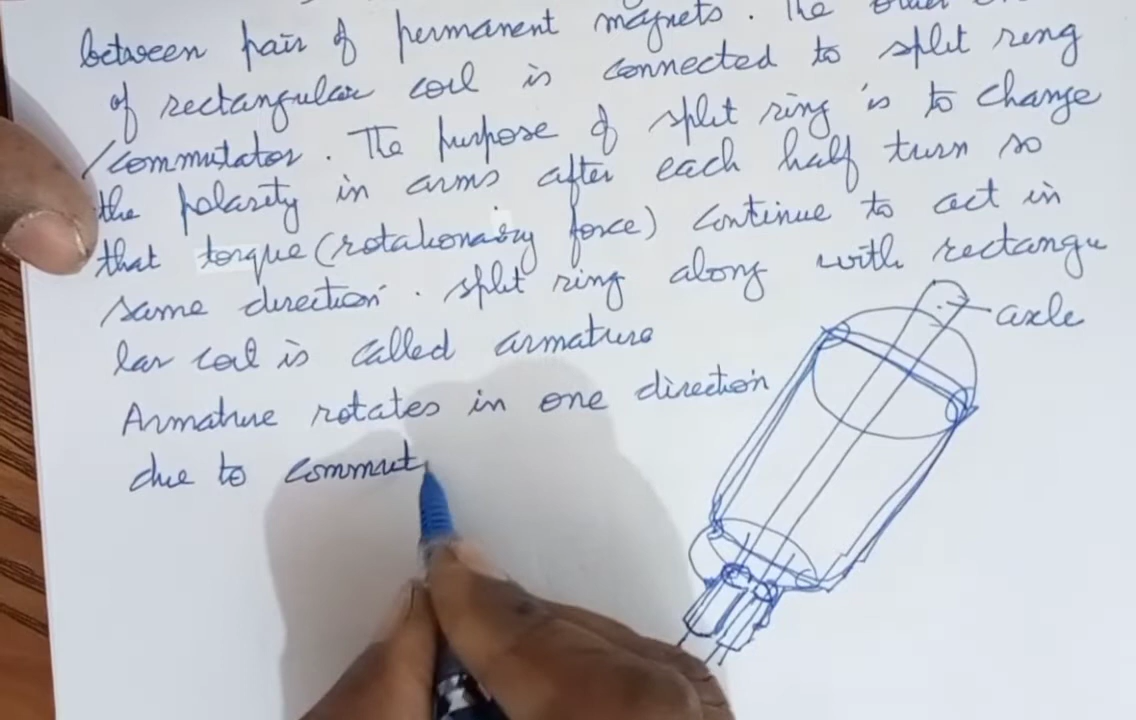 between pair of permanent magnets. The
of rectangular coil is connected to split ring
/commutator. The purpose of split ring is to change
the polarity in arms after each half turn so
that torque (rotationary force) continue to act in
same direction. split ring along with rectangu
lar coil is called armature
axle
Armature rotates in one direction
due to commut